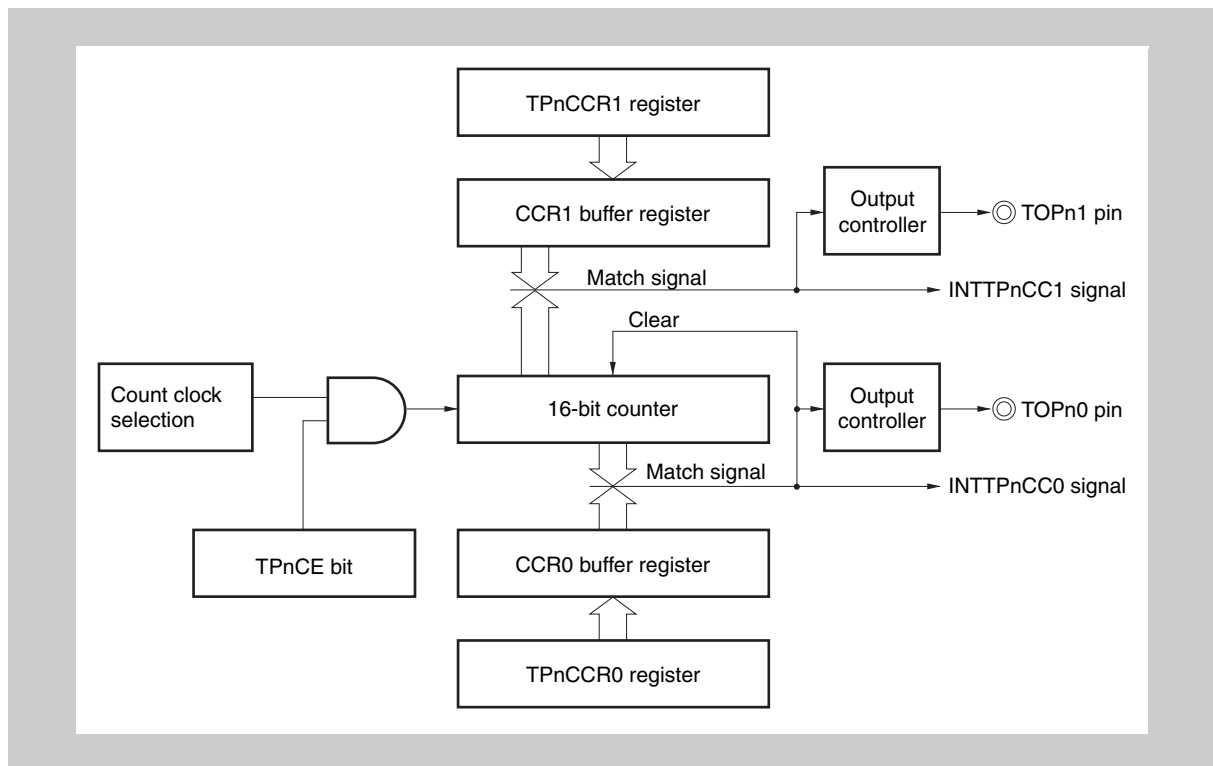 TPnCCR1 register
CCR1 buffer register
Output
controller
TOPn1 pin
Match signal
INTTPnCC1 signal
Clear
Count clock
selection
16-bit counter
Output
controller
TOPn0 pin
Match signal
INTTPnCC0 signal
TPnCE bit
CCR0 buffer register
TPnCCR0 register